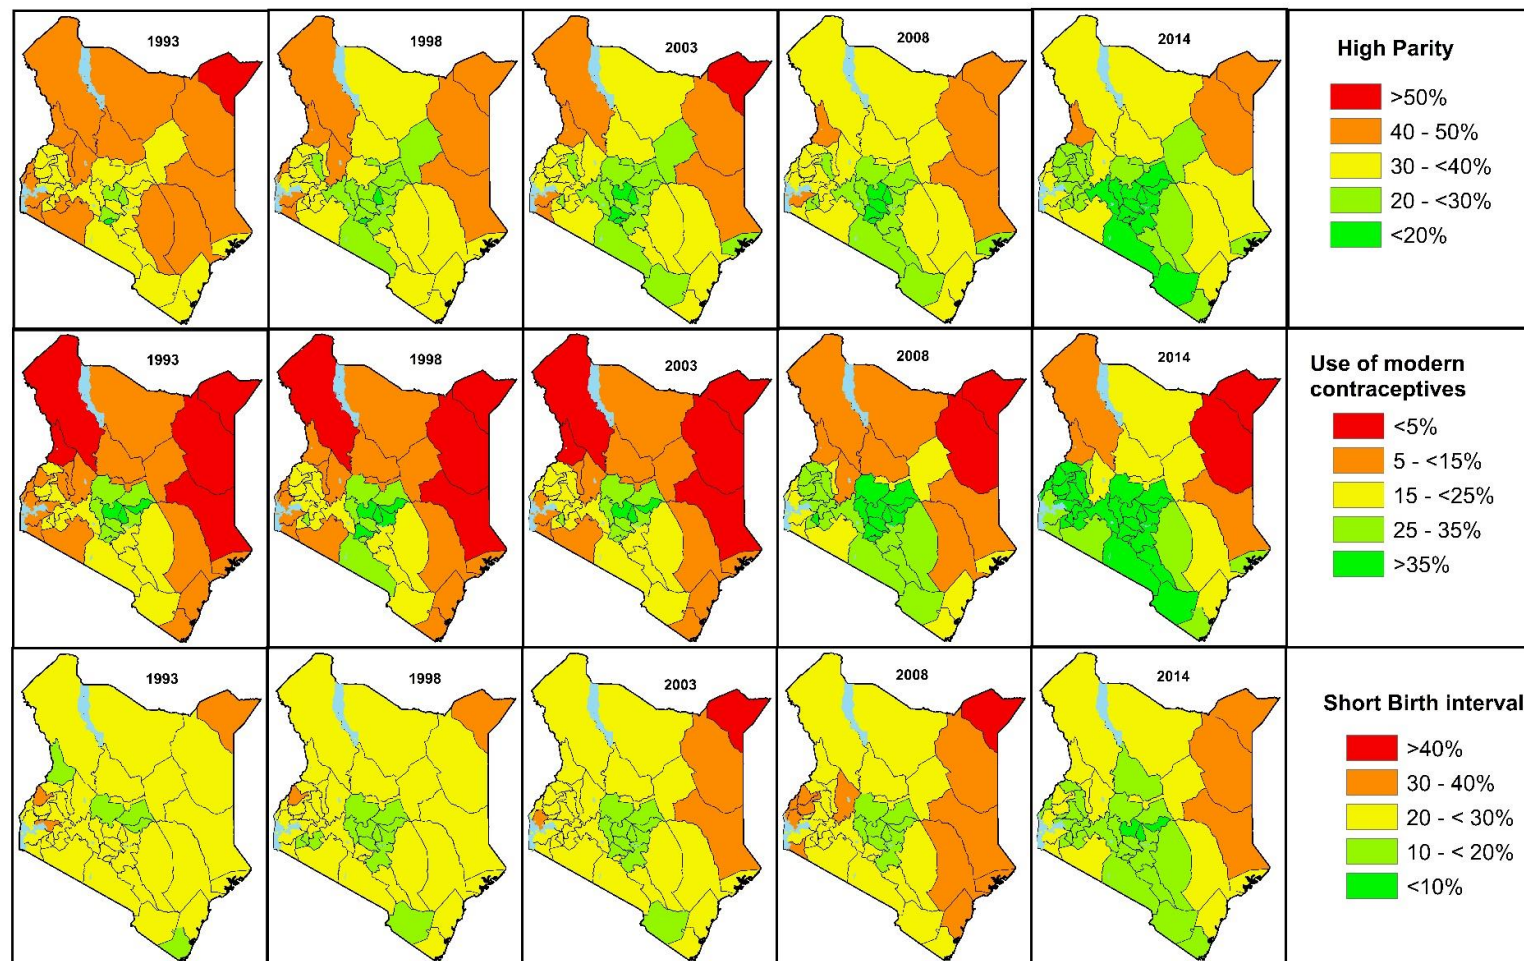 1993
1998
2003
2008
2014
High Parity
>50%
40 - 50%
30 - <40%
20 - <30%
<20%
1993
1998
2003
2008
2014
Use of modern
contraceptives
<5%
5 - <15%
15 - <25%
25 - 35%
>35%
1993
1998
2003
2008
2014
Short Birth interval
>40%
30 - 40%
20 - < 30%
10 - < 20%
<10%